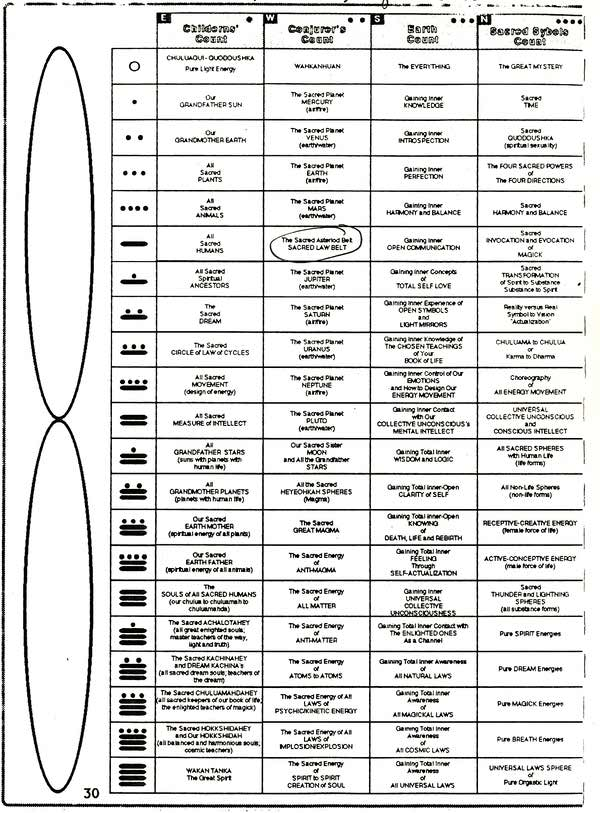 E
Childerns'
Count
W
Conjurer's
Count
S
Earth
Count
N
Sacred Sybols
Count
CHULUAQUI - QUODOUSHKA
Pure Light Energy
WAHKANHUAN
The EVERYTHING
The GREAT MYSTERY
Our
GRANDFATHER SUN
The Sacred Planet
MERCURY
(airfire)
Gaining Inner
KNOWLEDGE
Sacred
TIME
Our
GRANDMOTHER EARTH
The Sacred Planet
VENUS
(earthwater)
Gaining Inner
INTROSPECTION
Sacred
QUODOUSHKA
(spiritual sexuality)
All
Sacred
PLANTS
The Sacred Planet
EARTH
(airfire)
Gaining Inner
PERFECTION
The FOUR SACRED POWERS
of
The FOUR DIRECTIONS
All
Sacred
ANIMALS
The Sacred Planet
MARS
(earthwater)
Gaining Inner
HARMONY and BALANCE
Sacred
HARMONY and BALANCE
All
Sacred
HUMANS
The Sacred Asteriod Belt
SACRED LAW BELT
Gaining Inner
OPEN COMMUNICATION
Sacred
INVOCATION and EVOCATION
of
MAGICK
All Sacred
Spiritual
ANCESTORS
The Sacred Planet
JUPITER
(earthwater)
Gaining Inner Concepts
of
TOTAL SELF LOVE
Sacred
TRANSFORMATION
of Spirit to Substance
Substance to Spirit
The
Sacred
DREAM
The Sacred Planet
SATURN
(airfire)
Gaining Inner Experience of
OPEN SYMBOLS
and
LIGHT MIRRORS
Reality versus Real
Symbol to Vision
"Actualization"
The Sacred
CIRCLE of LAW of CYCLES
The Sacred Planet
URANUS
(earthwater)
Gaining Inner Knowledge of
The CHOSEN TEACHINGS
of Your
BOOK of LIFE
CHULUAMA to CHULUA
or
Karma to Dharma
All Sacred
MOVEMENT
(design of energy)
The Sacred Planet
NEPTUNE
(airfire)
Gaining Inner Control of Our
EMOTIONS
and How to Design Our
ENERGY MOVEMENT
Choreography
of
All ENERGY MOVEMENT
All Sacred
MEASURE of INTELLECT
The Sacred Planet
PLUTO
(earthwater)
Gaining Inner Contact
with Our
COLLECTIVE UNCONSCIOUS's
MENTAL INTELLECT
UNIVERSAL
COLLECTIVE UNCONSCIOUS
and
CONSCIOUS INTELLECT
All
GRANDFATHER STARS
(suns with planets with
human life)
Our Sacred Sister
MOON
and All the Grandfather
STARS
Gaining Total Inner
WISDOM and LOGIC
All SACRED SPHERES
with Human Life
(life forms)
All
GRANDMOTHER PLANETS
(planets with human life)
All the Sacred
HEYEOHKAH SPHERES
(Magma)
Gaining Total Inner-Open
CLARITY of SELF
All Non-Life Spheres
(non-life forms)
Our Sacred
EARTH MOTHER
(spiritual energy of all plants)
The Sacred
GREAT MAGMA
Gaining Total Inner-Open
KNOWING
of
DEATH, LIFE and REBIRTH
RECEPTIVE-CREATIVE ENERGY
(female force of life)
Our Sacred
EARTH FATHER
(spiritual energy of all animals)
The Sacred Energy
of
ANTI-MAGMA
Gaining Total Inner
FEELING
Through
SELF-ACTUALIZATION
ACTIVE-CONCEPTIVE ENERGY
(male force of life)
The
SOULS of All SACRED HUMANS
(our chulua to chuluamah to
chuluamahda)
The Sacred Energy
of
ALL MATTER
Gaining Total Inner
UNIVERSAL
COLLECTIVE
UNCONSCIOUSNESS
Sacred
THUNDER and LIGHTNING
SPHERES
(all substance forms)
The Sacred ACHALOTAHEY
(all great enlighted souls;
master teachers of the way,
light and truth)
The Sacred Energy
of
ANTI-MATTER
Gaining Total Inner Contact with
The ENLIGHTED ONES
As a Channel
Pure SPIRIT Energies
The Sacred KACHINAHEY
and DREAM KACHINA's
(all sacred dream souls; teachers of
the dream)
The Sacred Energy
of
ATOMS to ATOMS
Gaining Total Inner Awareness
of
All NATURAL LAWS
Pure DREAM Energies
The Sacred CHULUAMAHDAHEY
(all sacred keepers of our book of life;
the enlighted teachers of magick)
The Sacred Energy of All
LAWS of
PSYCHIC/KINETIC ENERGY
Gaining Total Inner
Awareness
of
All MAGICKAL LAWS
Pure MAGICK Energies
The Sacred HOKKSHIDAHEY
and Our HOKKSHIDAH
(all balanced and harmonious souls;
cosmic teachers)
The Sacred Energy of All
LAWS of
IMPLOSION/EXPLOSION
Gaining Total Inner
Awareness
of
All COSMIC LAWS
Pure BREATH Energies
WAKAN TANKA
The Great Spirit
The Sacred Energy
of
SPIRIT to SPIRIT
CREATION of SOUL
Gaining Total Inner
Awareness
of
All UNIVERSAL LAWS
UNIVERSAL LAWS SPHERE
of
Pure Orgastic Light
30